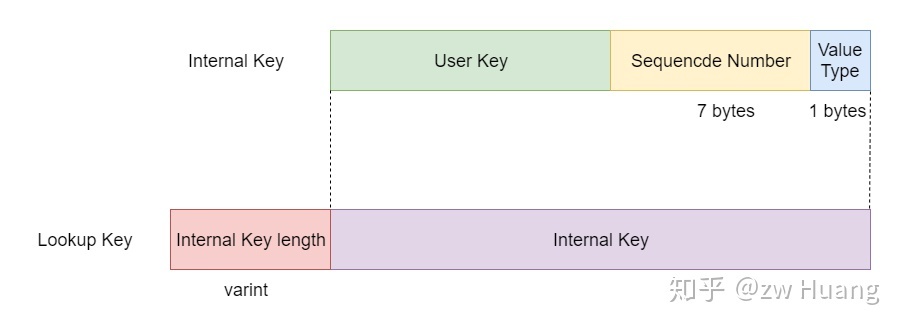 Internal Key
User Key
Sequencde Number
Value
Type
7 bytes
1 bytes
Lookup Key
Internal Key length
Internal Key
varint
知乎 @zw Huang